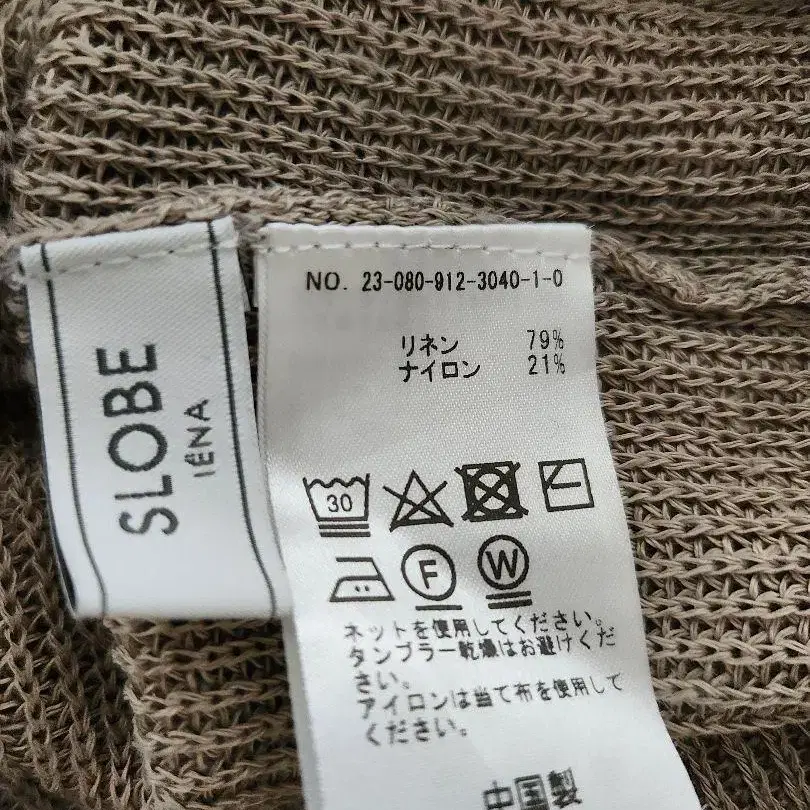 SLOBE
IÉNA
NO. 23-080-912-3040-1-0
リネン 79%
ナイロン 21%
30
F
W
ネットを使用してください。
タンブラー乾燥はお避けくだ
さい。
アイロンは当て布を使用して
ください。
中国製